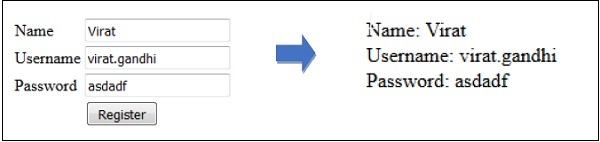 Name Virat
Username virat.gandhi
Password asdadf
Register
Name: Virat
Username: virat.gandhi
Password: asdadf